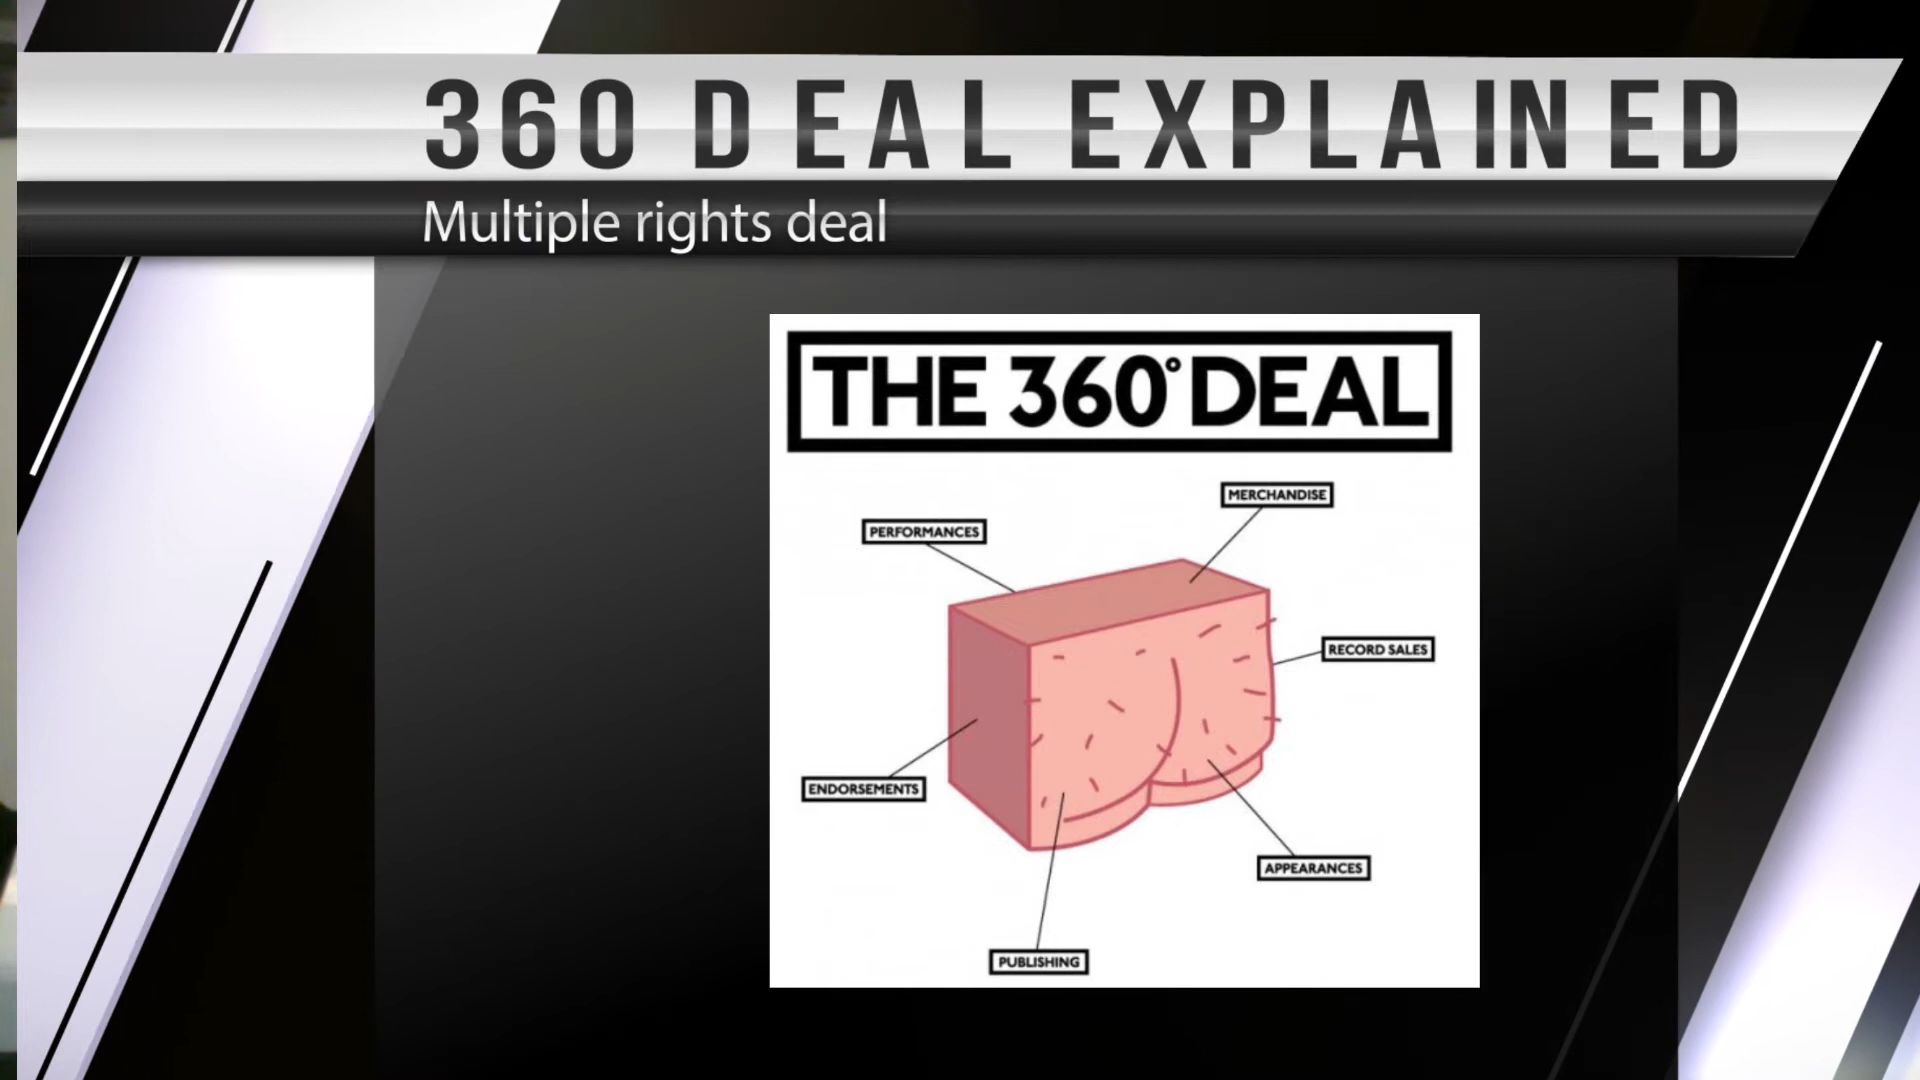 360 DEAL EXPLAINED
Multiple rights deal
THE 360° DEAL
MERCHANDISE
PERFORMANCES
RECORD SALES
ENDORSEMENTS
APPEARANCES
PUBLISHING